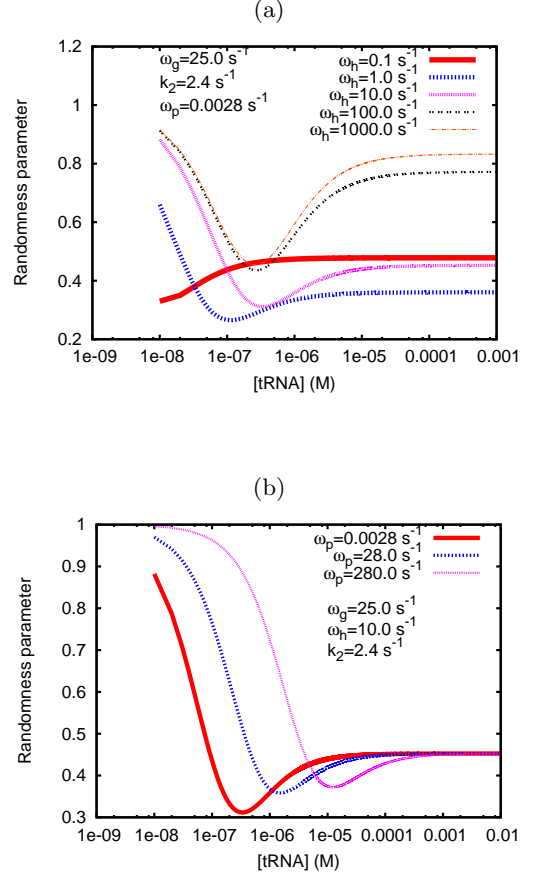 (a)
1.2
1
0.8
0.6
0.4
0.2
Randomness parameter
ω_g=25.0 s⁻¹
k₂=2.4 s⁻¹
ω_p=0.0028 s⁻¹
ω_h=0.1 s⁻¹
ω_h=1.0 s⁻¹
ω_h=10.0 s⁻¹
ω_h=100.0 s⁻¹
ω_h=1000.0 s⁻¹
1e-09 1e-08 1e-07 1e-06 1e-05 0.0001 0.001
[tRNA] (M)
(b)
1
0.9
0.8
0.7
0.6
0.5
0.4
0.3
Randomness parameter
ω_p=0.0028 s⁻¹
ω_p=28.0 s⁻¹
ω_p=280.0 s⁻¹
ω_g=25.0 s⁻¹
ω_h=10.0 s⁻¹
k₂=2.4 s⁻¹
1e-09 1e-08 1e-07 1e-06 1e-05 0.0001 0.001 0.01
[tRNA] (M)